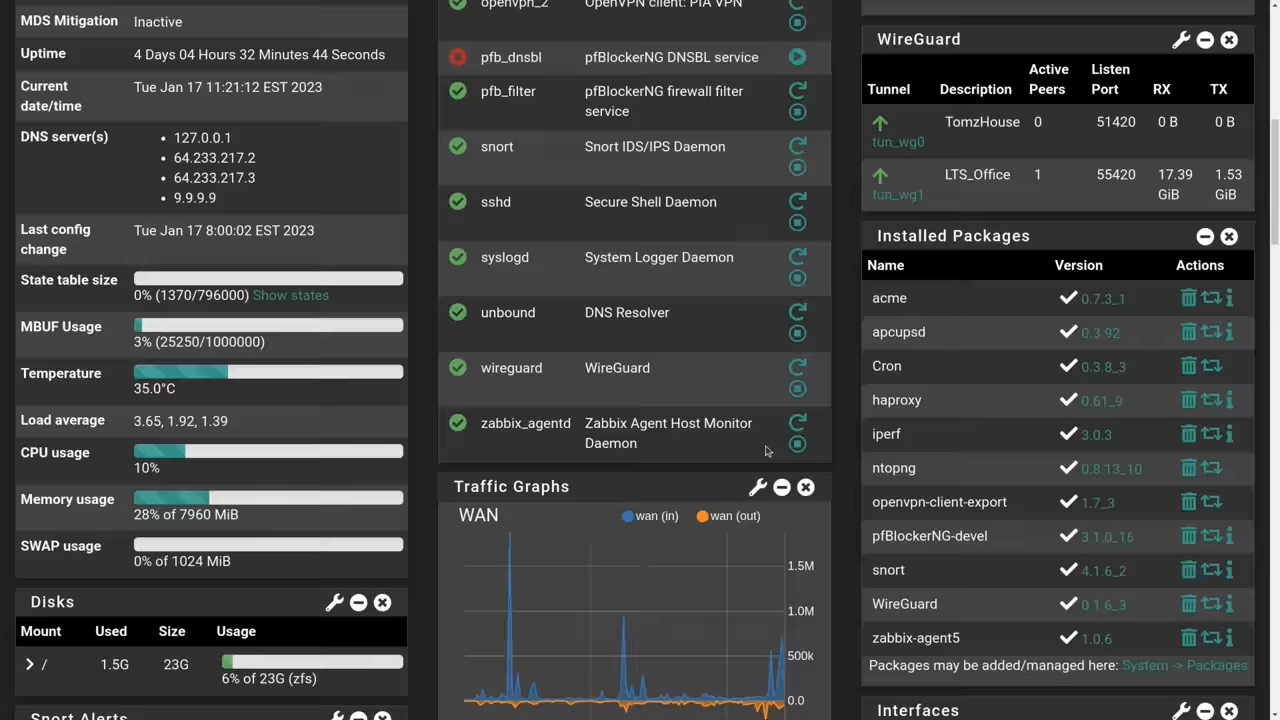 MDS Mitigation Inactive
Uptime 4 Days 04 Hours 32 Minutes 44 Seconds
Current date/time Tue Jan 17 11:21:12 EST 2023
DNS server(s)
127.0.0.1
64.233.217.2
64.233.217.3
9.9.9.9
Last config change Tue Jan 17 8:00:02 EST 2023
State table size
0% (1370/796000) Show states
MBUF Usage
3% (25250/1000000)
Temperature
35.0°C
Load average 3.65, 1.92, 1.39
CPU usage
10%
Memory usage
28% of 7960 MiB
SWAP usage
0% of 1024 MiB
Disks
Mount Used Size Usage
/ 1.5G 23G
6% of 23G (zfs)
Snort Alerts
openvpn_2 OpenVPN client: PIA VPN
pfb_dnsbl pfBlockerNG DNSBL service
pfb_filter pfBlockerNG firewall filter service
snort Snort IDS/IPS Daemon
sshd Secure Shell Daemon
syslogd System Logger Daemon
unbound DNS Resolver
wireguard WireGuard
zabbix_agentd Zabbix Agent Host Monitor Daemon
Traffic Graphs
WAN
wan (in) wan (out)
1.5M
1.0M
500k
0.0
WireGuard
Tunnel Description Active Peers Listen Port RX TX
tun_wg0 TomzHouse 0 51420 0 B 0 B
tun_wg1 LTS_Office 1 55420 17.39 GiB 1.53 GiB
Installed Packages
Name Version Actions
acme 0.7.3_1
apcupsd 0.3.92
Cron 0.3.8_3
haproxy 0.61_9
iperf 3.0.3
ntopng 0.8.13_10
openvpn-client-export 1.7_3
pfBlockerNG-devel 3.1.0_16
snort 4.1.6_2
WireGuard 0.1.6_3
zabbix-agent5 1.0.6
Packages may be added/managed here: System -> Packages
Interfaces